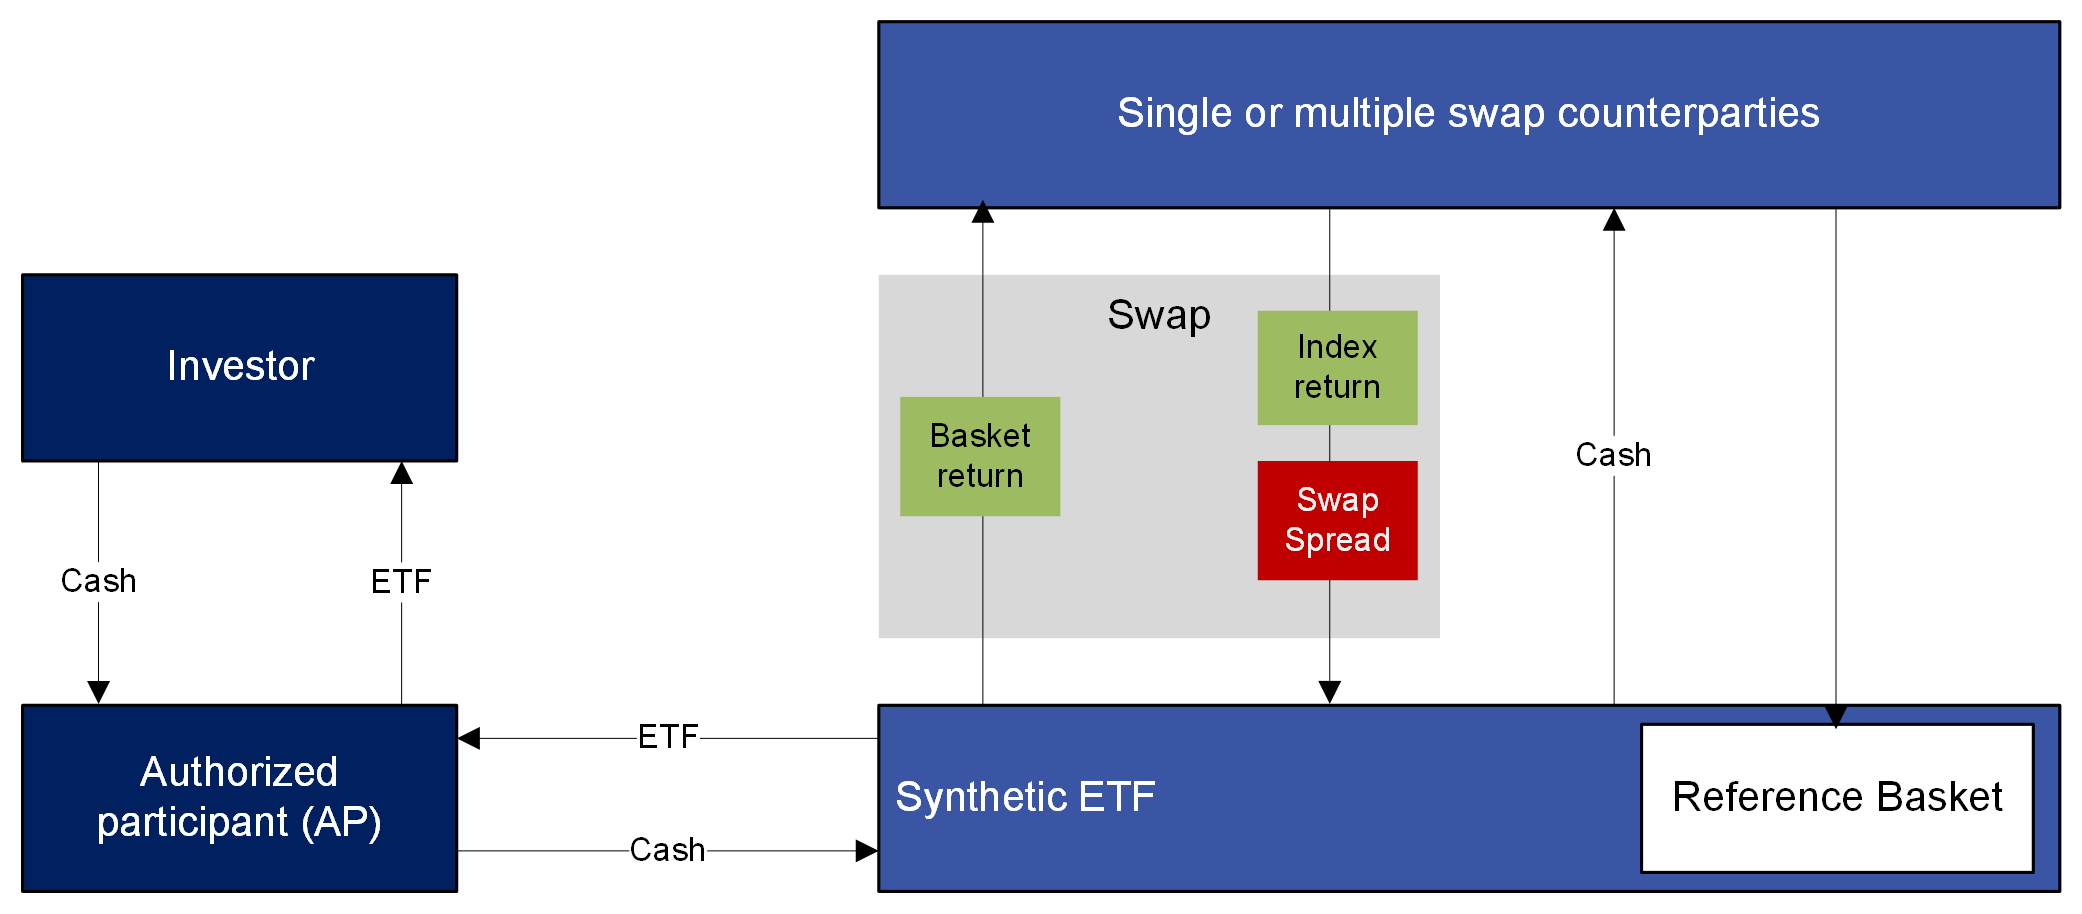 Single or multiple swap counterparties
Investor
Swap
Index
return
Basket
return
Swap
Spread
Cash
Cash
ETF
Authorized
participant (AP)
ETF
Cash
Synthetic ETF
Reference Basket